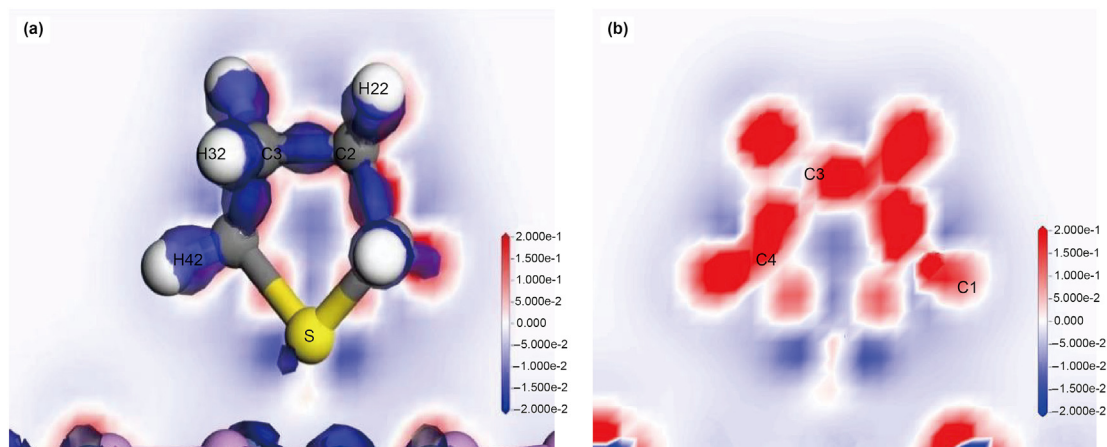 (a)
H22
H32
C3
C2
H42
S
2.000e-1
1.500e-1
1.000e-1
5.000e-2
0.000
−5.000e-2
−1.000e-2
−1.500e-2
−2.000e-2
(b)
C3
C4
C1
2.000e-1
1.500e-1
1.000e-1
5.000e-2
0.000
−5.000e-2
−1.000e-2
−1.500e-2
−2.000e-2